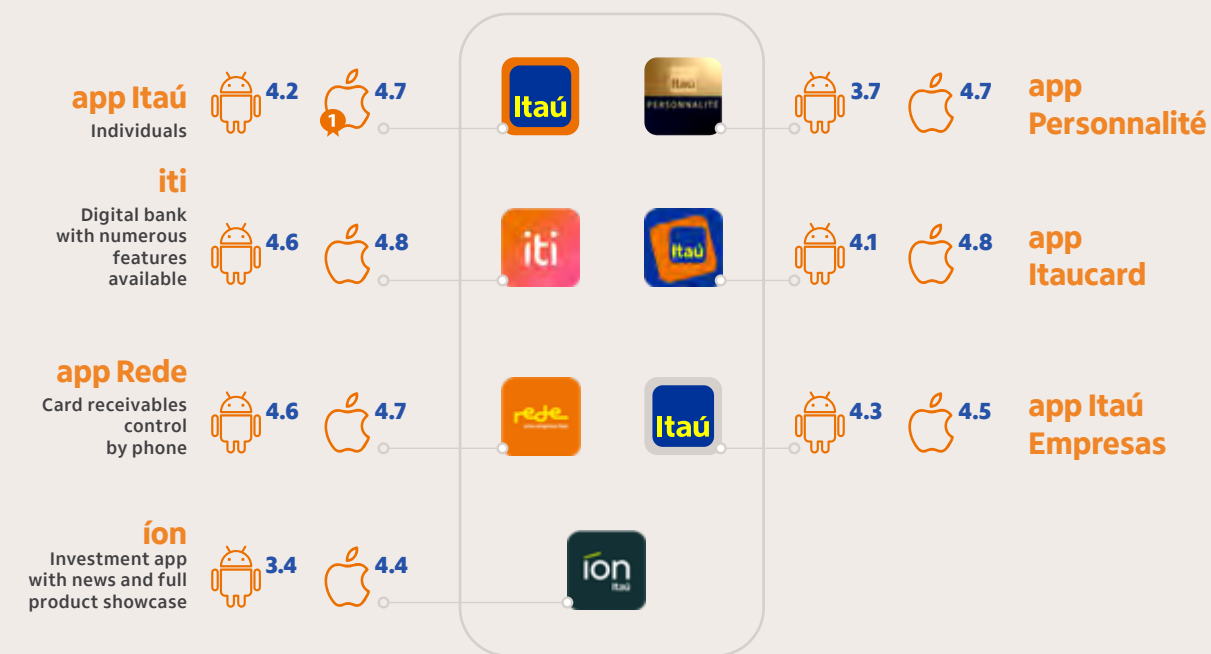 app Itaú
Individuals
4.2
4.7
1
Itaú
Itaú
PERSONNALITÉ
3.7
4.7
app
Personnalité
iti
Digital bank
with numerous
features
available
4.6
4.8
iti
Itaú
4.1
4.8
app
Itaucard
app Rede
Card receivables
control
by phone
4.6
4.7
rede
Itaú
4.3
4.5
app Itaú
Empresas
íon
Investment app
with news and full
product showcase
3.4
4.4
íon
Itaú